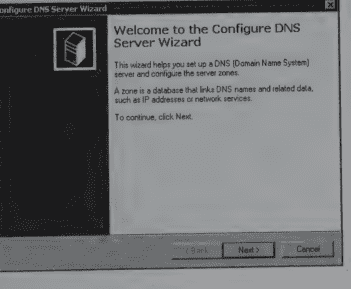 Configure DNS Server Wizard
Welcome to the Configure DNS
Server Wizard
This wizard helps you set up a DNS (Domain Name System)
server and configure the server zones.
A zone is a database that links DNS names and related data,
such as IP addresses or network services.
To continue, click Next.
< Back
Next >
Cancel